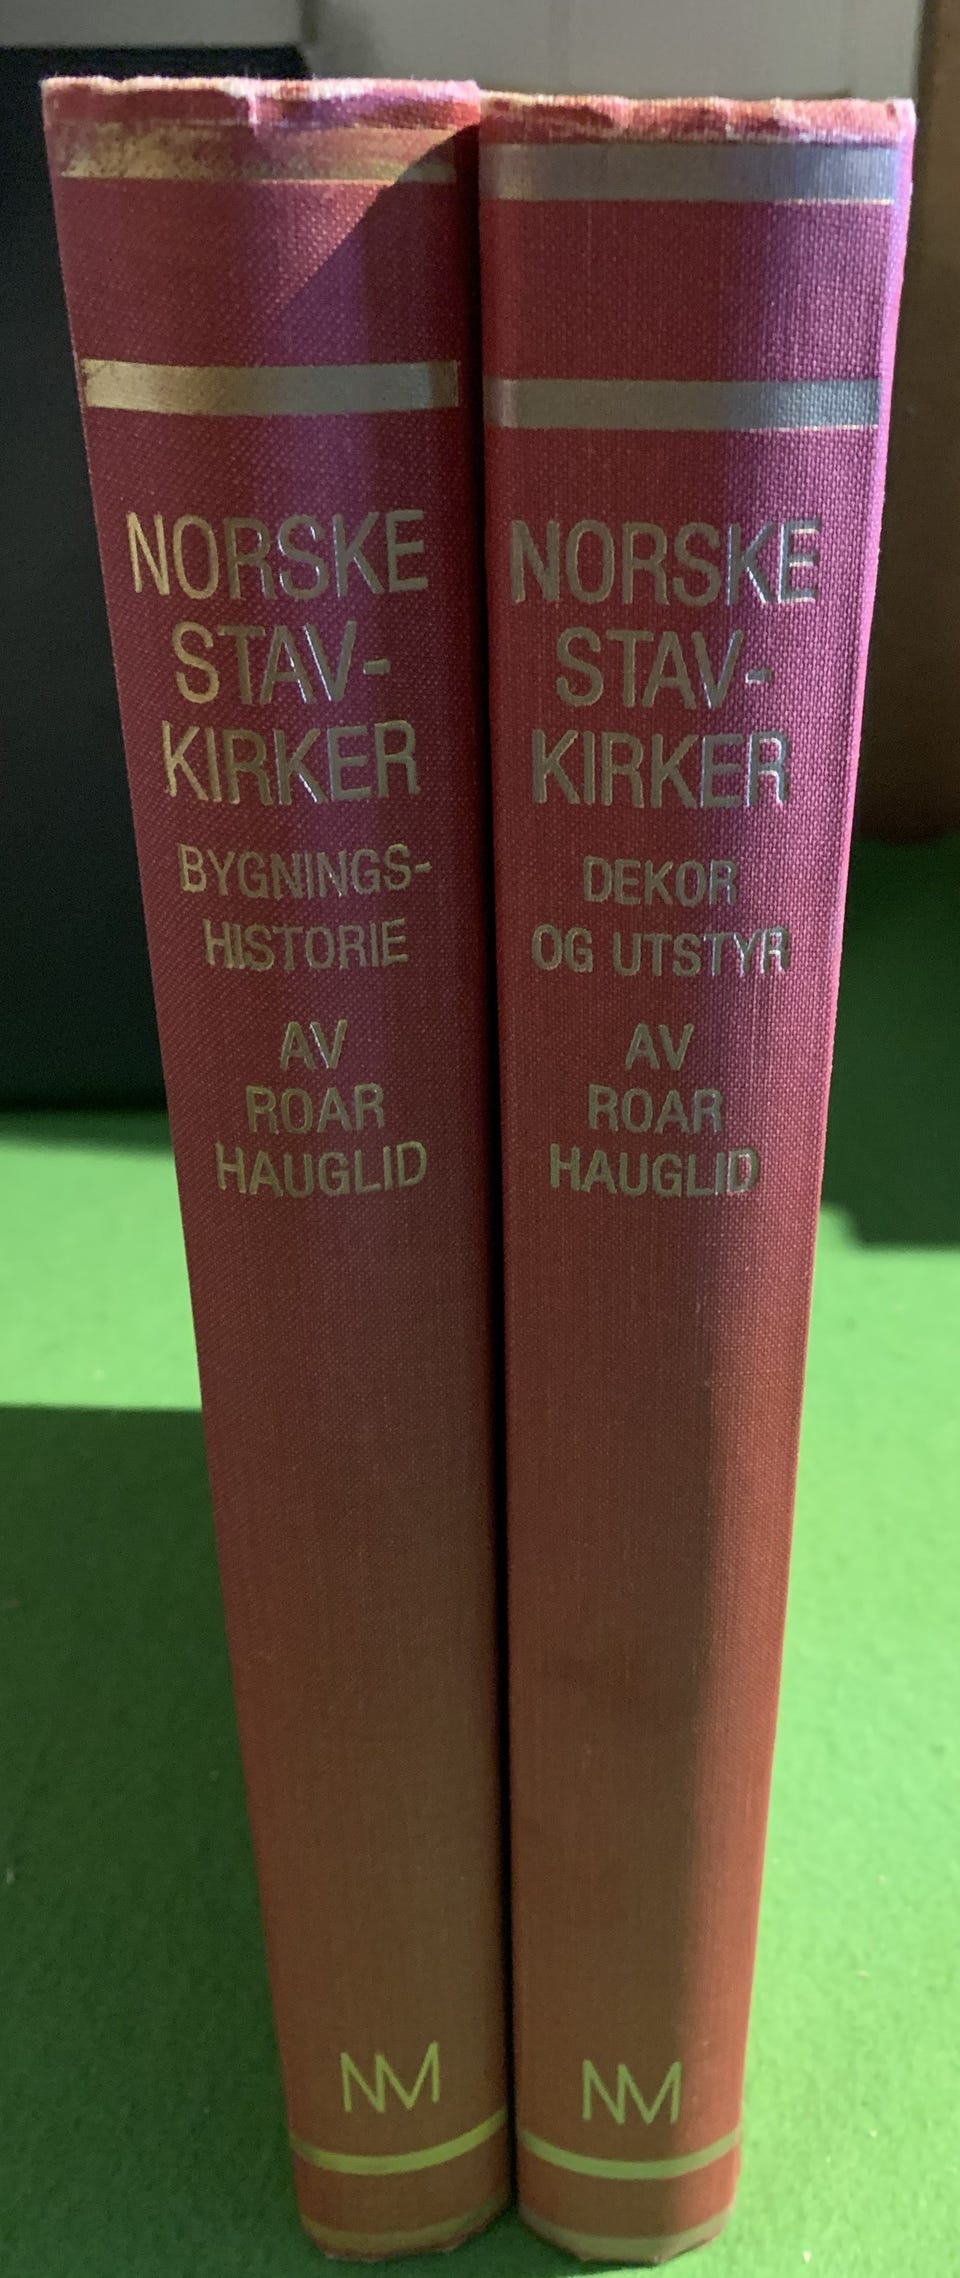 NORSKE
STAV-
KIRKER
BYGNINGS-
HISTORIE
AV
ROAR
HAUGLID
NM
NORSKE
STAV-
KIRKER
DEKOR
OG UTSTYR
AV
ROAR
HAUGLID
NM